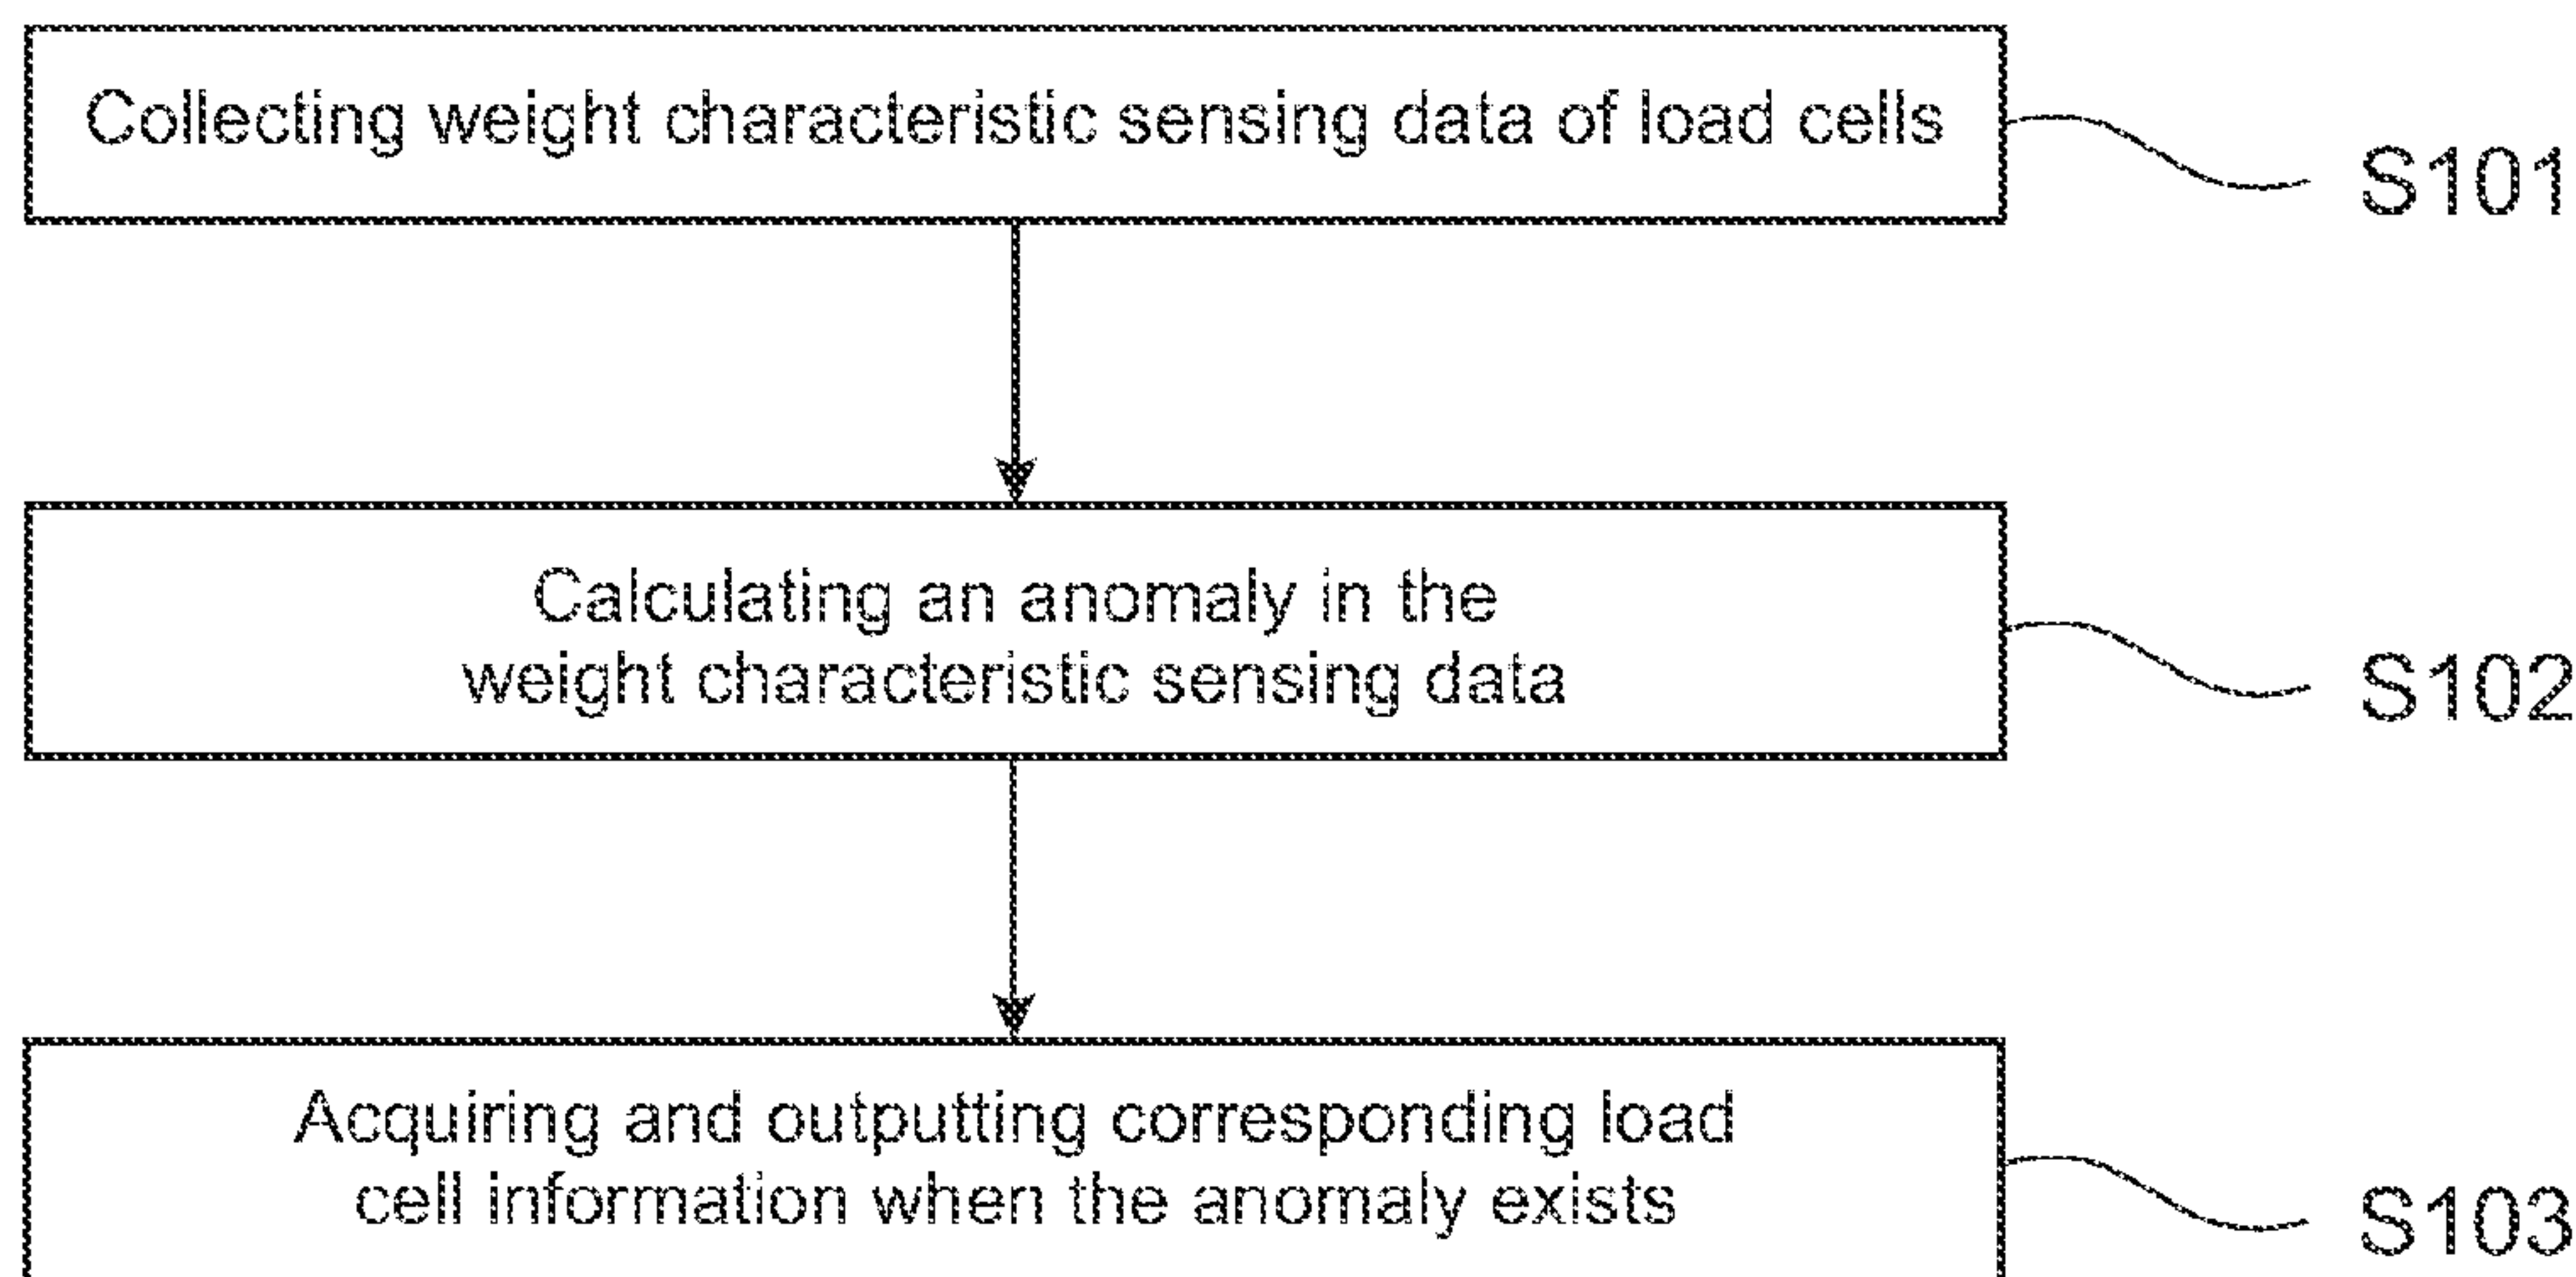 Collecting weight characteristic sensing data of load cells
S101
Calculating an anomaly in the
weight characteristic sensing data
S102
Acquiring and outputting corresponding load
cell information when the anomaly exists
S103